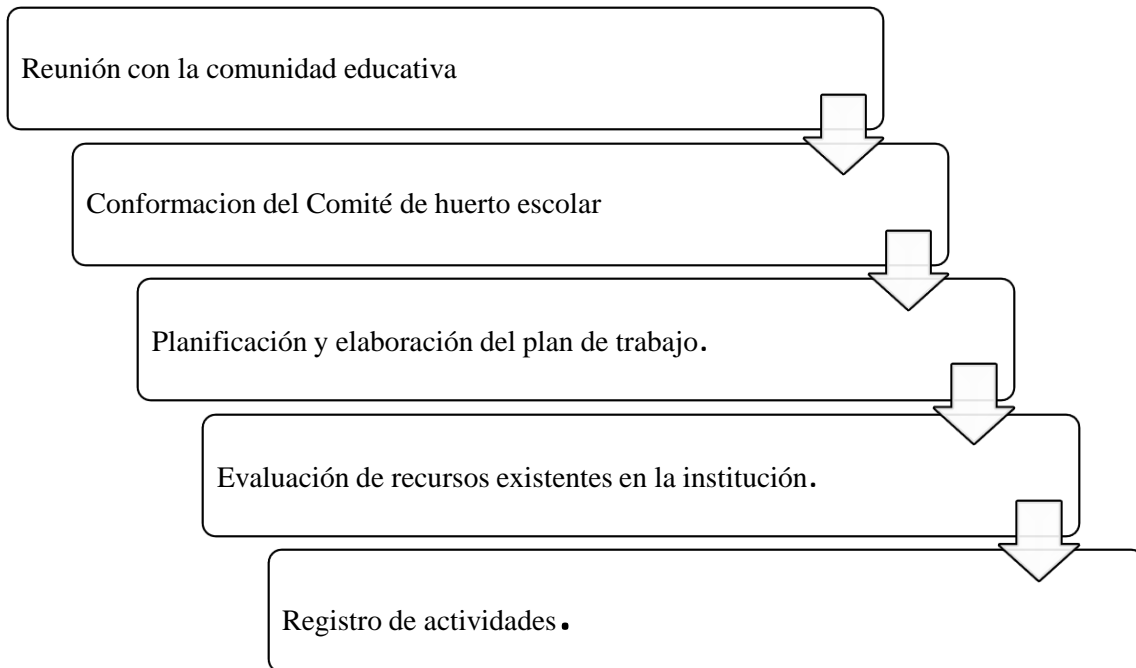 Reunión con la comunidad educativa
Conformacion del Comité de huerto escolar
Planificación y elaboración del plan de trabajo.
Evaluación de recursos existentes en la institución.
Registro de actividades.